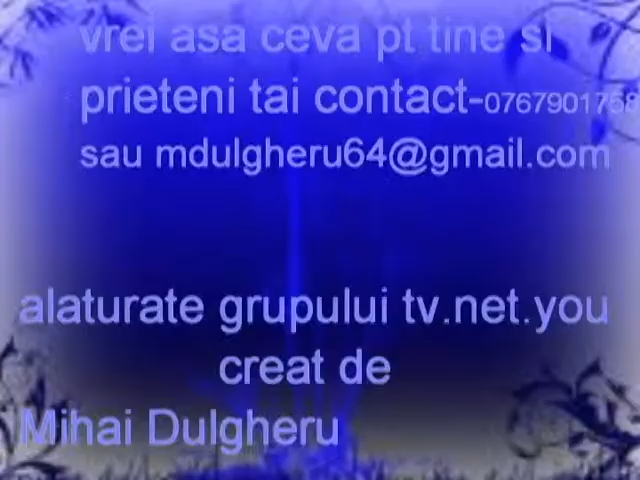 vrei asa ceva pt tine si
prieteni tai contact-0767901758
sau mdulgheru64@gmail.com
alaturate grupului tv.net.you
creat de
Mihai Dulgheru